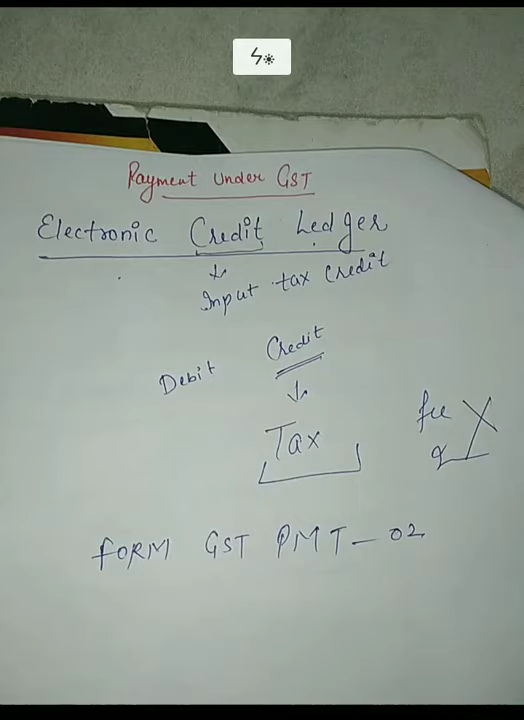 Payment under GST
Electronic Credit Ledger
Input tax credit
Debit Credit
Tax
fee
FORM GST PMT-02